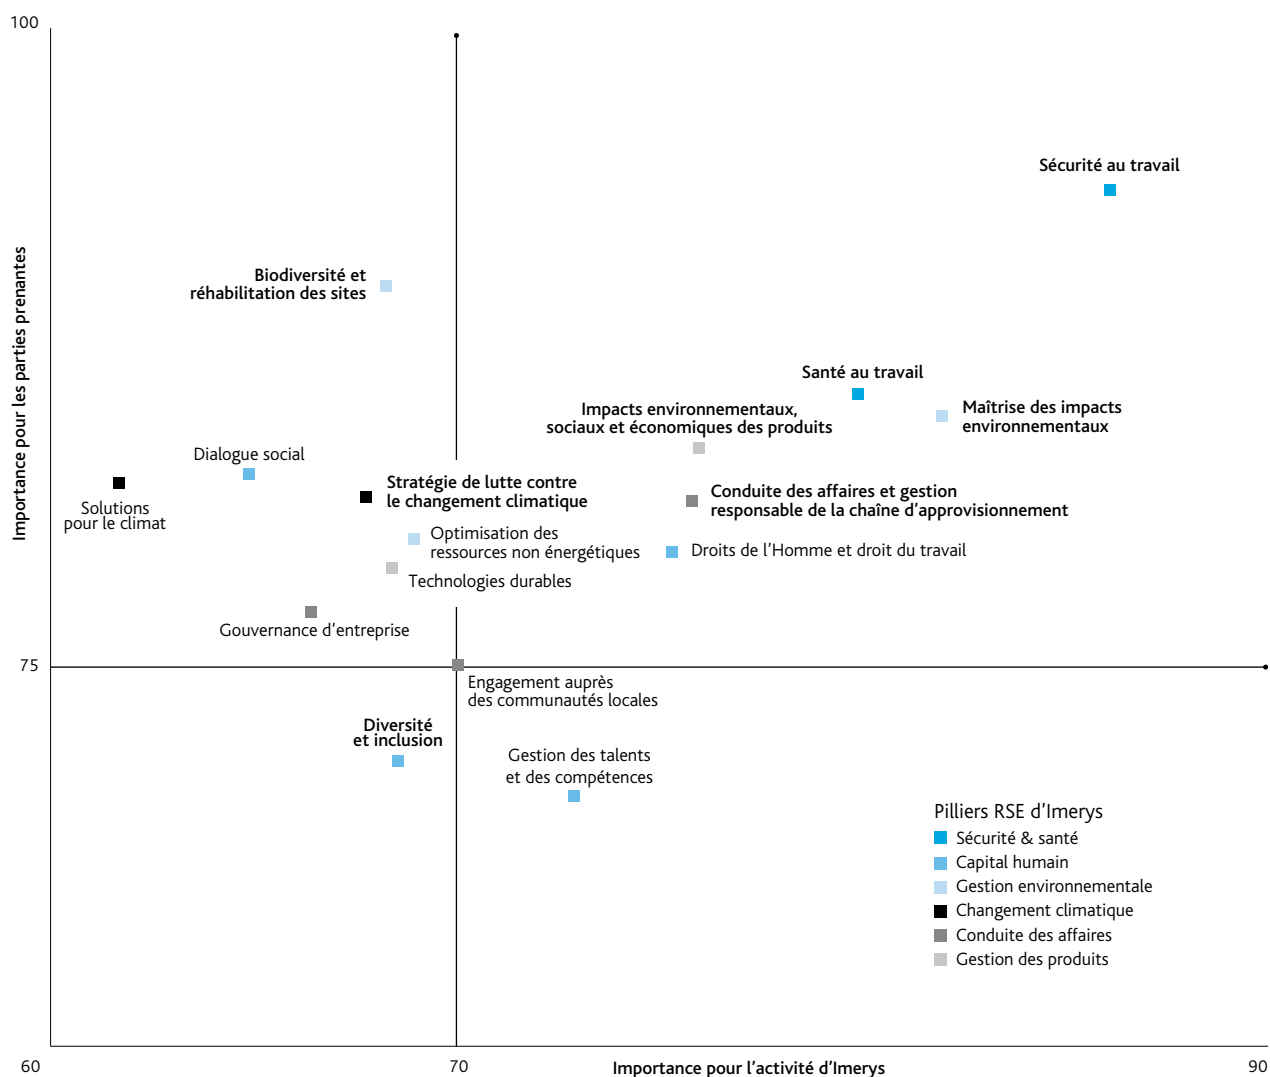 100
Sécurité au travail
Importance pour les parties prenantes
Biodiversité et
réhabilitation des sites
Santé au travail
Impacts environnementaux,
sociaux et économiques des produits
Maîtrise des impacts
environnementaux
Dialogue social
Solutions
pour le climat
Stratégie de lutte contre
le changement climatique
Conduite des affaires et gestion
responsable de la chaîne d'approvisionnement
Optimisation des
ressources non énergétiques
Droits de l'Homme et droit du travail
Technologies durables
Gouvernance d'entreprise
75
Engagement auprès
des communautés locales
Diversité
et inclusion
Gestion des talents
et des compétences
Pilliers RSE d'Imerys
Sécurité & santé
Capital humain
Gestion environnementale
Changement climatique
Conduite des affaires
Gestion des produits
60
70
Importance pour l'activité d'Imerys
90